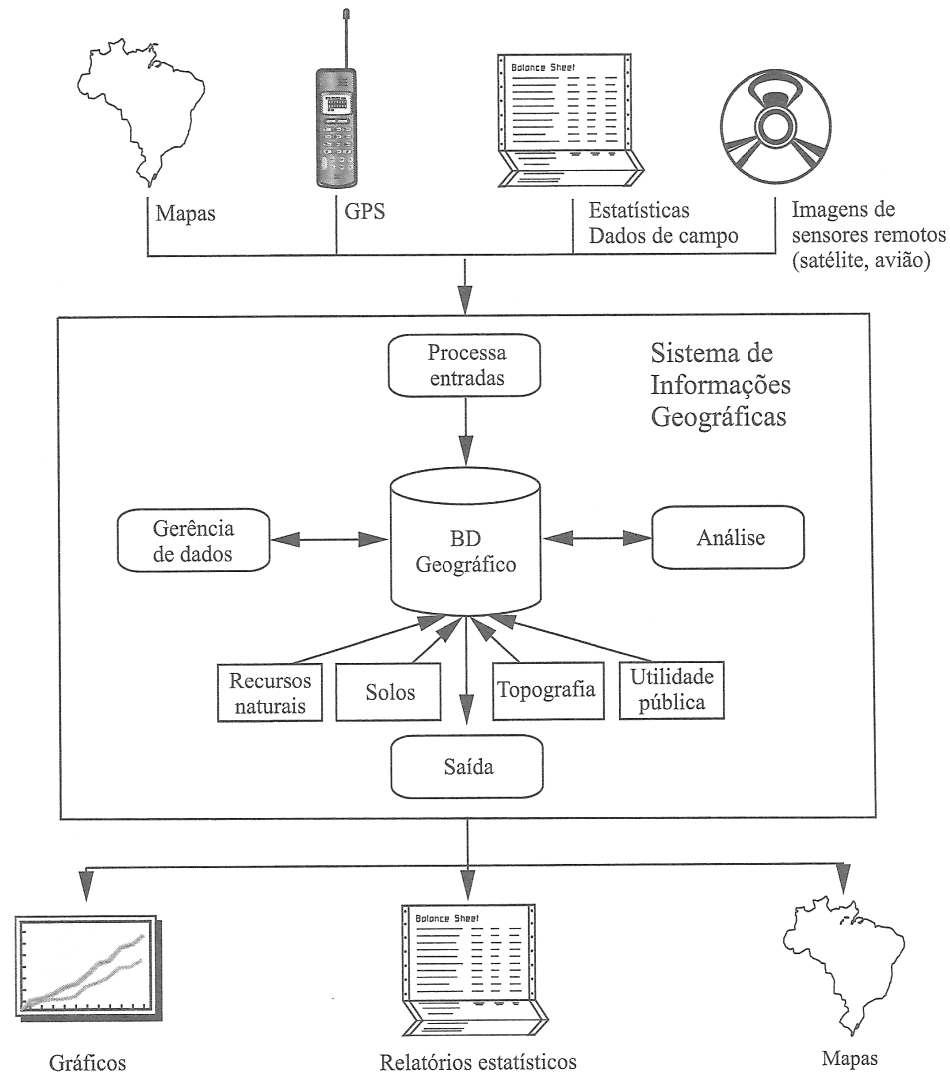 Balance Sheet
Mapas
GPS
Estatísticas
Dados de campo
Imagens de
sensores remotos
(satélite, avião)
Processa
entradas
Sistema de
Informações
Geográficas
Gerência
de dados
BD
Geográfico
Análise
Recursos
naturais
Solos
Topografia
Utilidade
pública
Saída
Balance Sheet
Gráficos
Relatórios estatísticos
Mapas